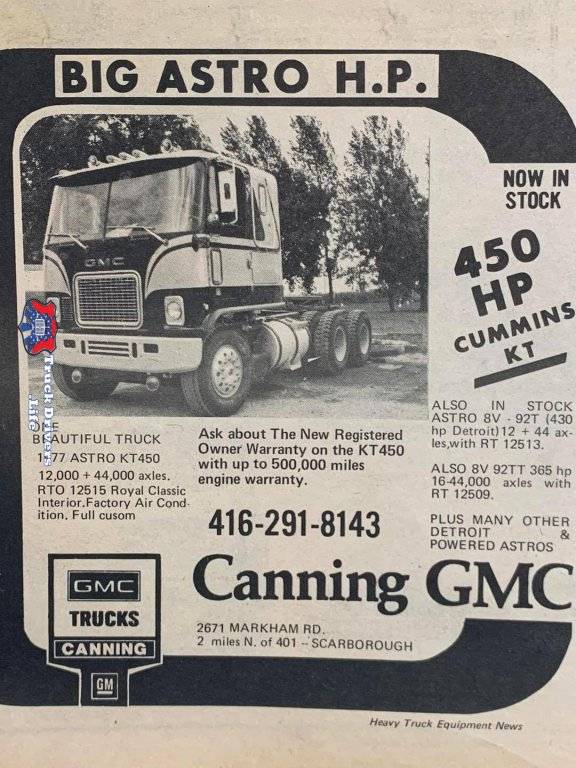 BIG ASTRO H.P.
GMC
NOW IN
STOCK
450
HP
CUMMINS
KT
ALSO IN STOCK
ASTRO 8V - 92T (430
hp Detroit)12 + 44 ax-
les,with RT 12513.
ALSO 8V 92TT 365 hp
16-44,000 axles with
RT 12509.
PLUS MANY OTHER
DETROIT &
POWERED ASTROS
BEAUTIFUL TRUCK
1977 ASTRO KT450
12,000 + 44,000 axles.
RTO 12515 Royal Classic
Interior.Factory Air Cond-
ition. Full cusom
Truck Drivers
.Life
Ask about The New Registered
Owner Warranty on the KT450
with up to 500,000 miles
engine warranty.
416-291-8143
Canning GMC
2671 MARKHAM RD.
2 miles N. of 401 -- SCARBOROUGH
GMC
TRUCKS
CANNING
GM
Heavy Truck Equipment News